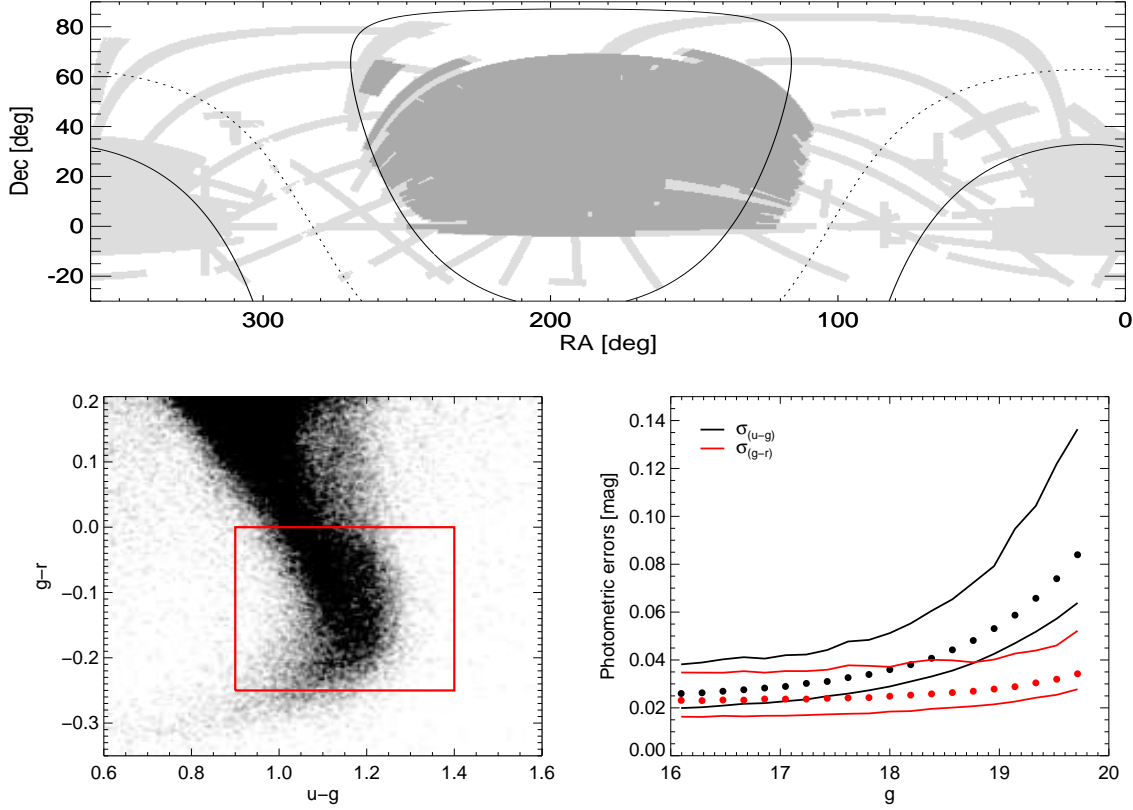 80
60
40
20
0
-20
Dec [deg]
300 200 100 0
RA [deg]
0.2
0.1
0.0
−0.1
−0.2
−0.3
g−r
0.6 0.8 1.0 1.2 1.4 1.6
u−g
0.14
0.12
0.10
0.08
0.06
0.04
0.02
0.00
Photometric errors [mag]
σ(u−g)
σ(g−r)
16 17 18 19 20
g